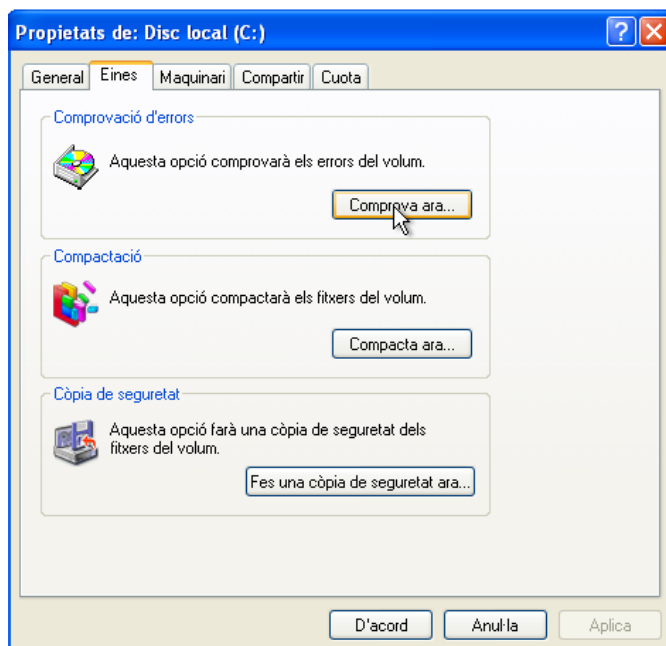 Propietats de: Disc local (C:)
General Eines Maquinari Compartir Cuota
Comprovació d'errors
Aquesta opció comprovarà els errors del volum.
Comprova ara...
Compactació
Aquesta opció compactarà els fitxers del volum.
Compacta ara...
Còpia de seguretat
Aquesta opció farà una còpia de seguretat dels
fitxers del volum.
Fes una còpia de seguretat ara...
D'acord Anul·la Aplica